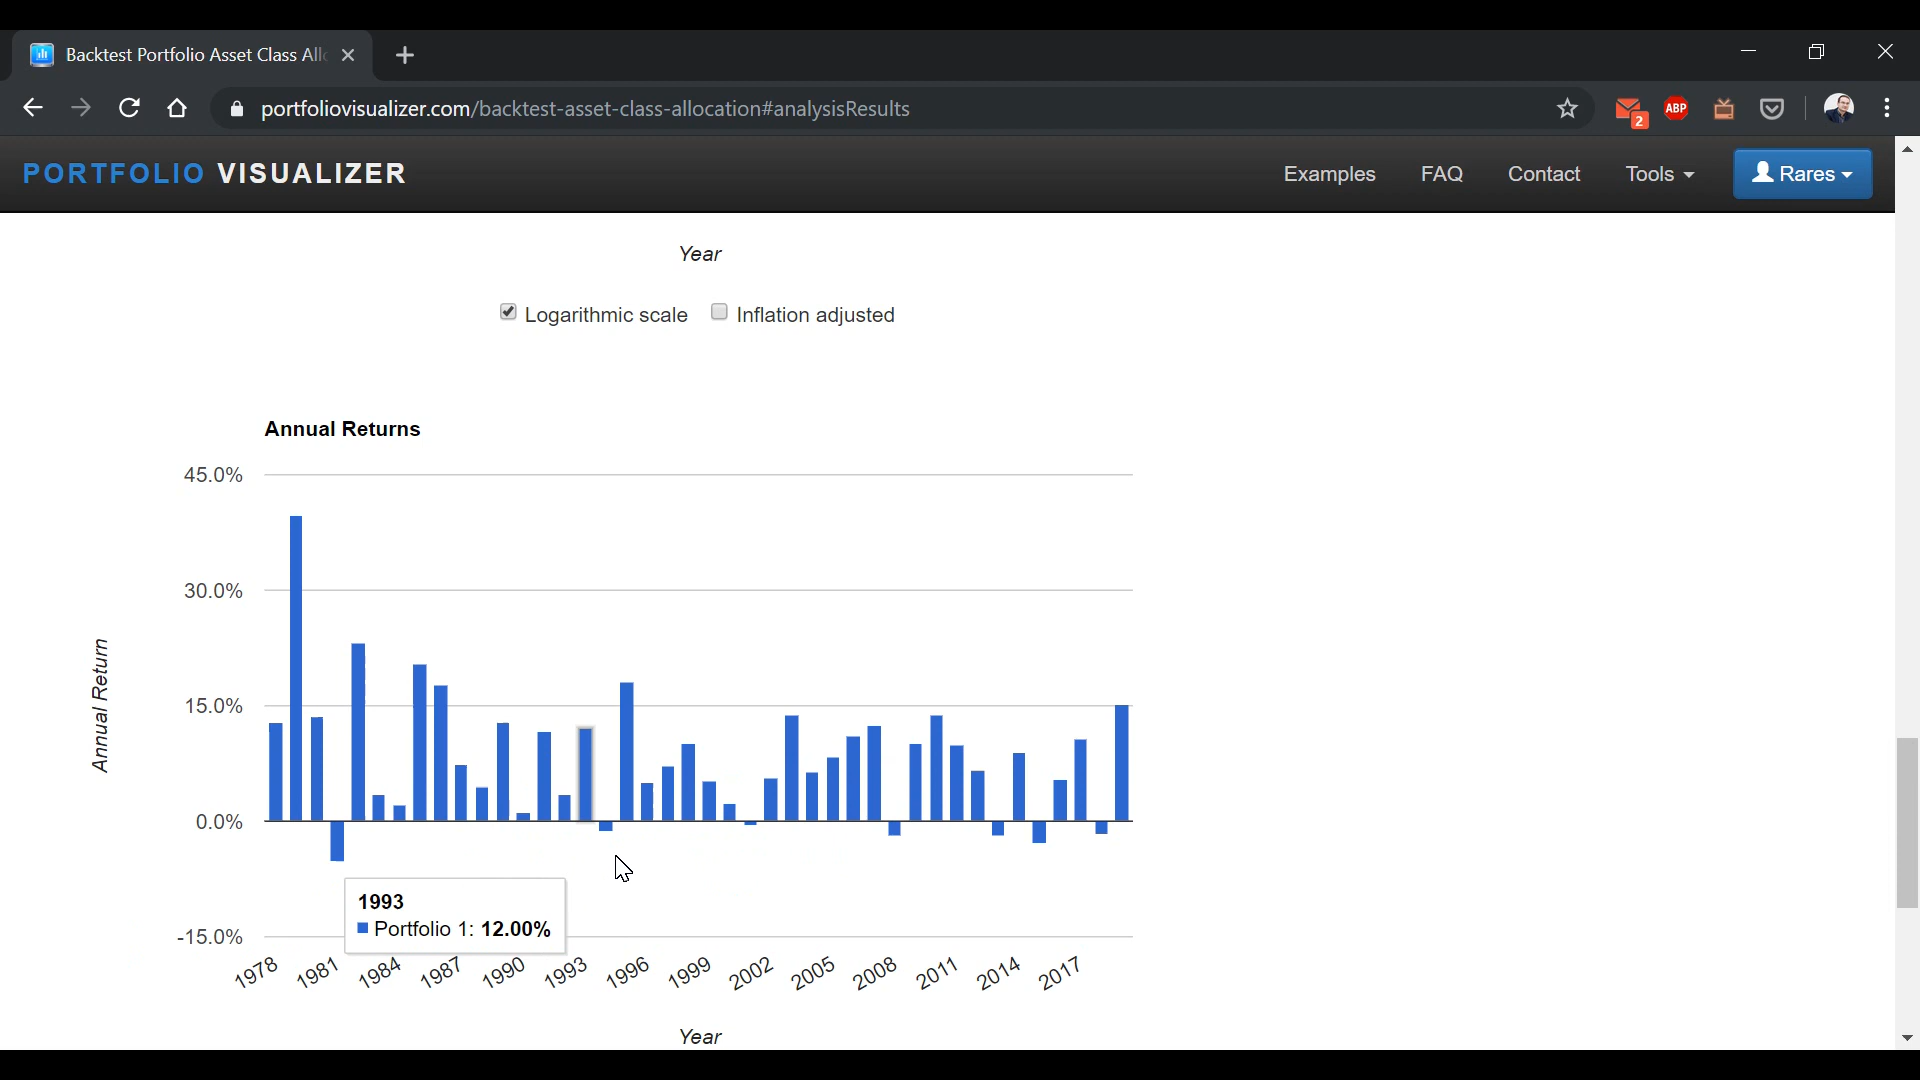 Backtest Portfolio Asset Class Allo
portfoliovisualizer.com/backtest-asset-class-allocation#analysisResults
2
ABP
PORTFOLIO VISUALIZER
Examples
FAQ
Contact
Tools
Rares
Year
Logarithmic scale
Inflation adjusted
Annual Returns
45.0%
30.0%
15.0%
0.0%
-15.0%
Annual Return
1993
Portfolio 1: 12.00%
1978 1981 1984 1987 1990 1993 1996 1999 2002 2005 2008 2011 2014 2017
Year